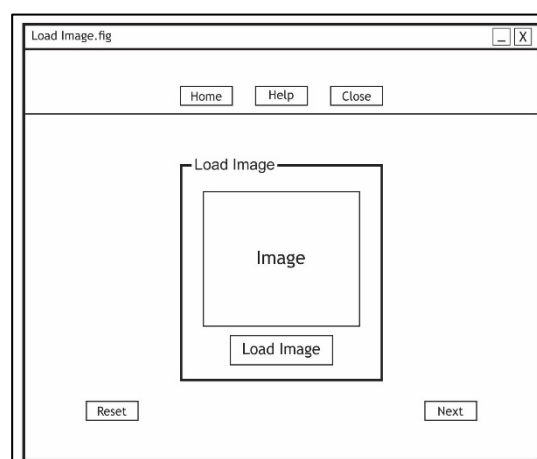 Load Image.fig
_ X
Home Help Close
Load Image
Image
Load Image
Reset Next